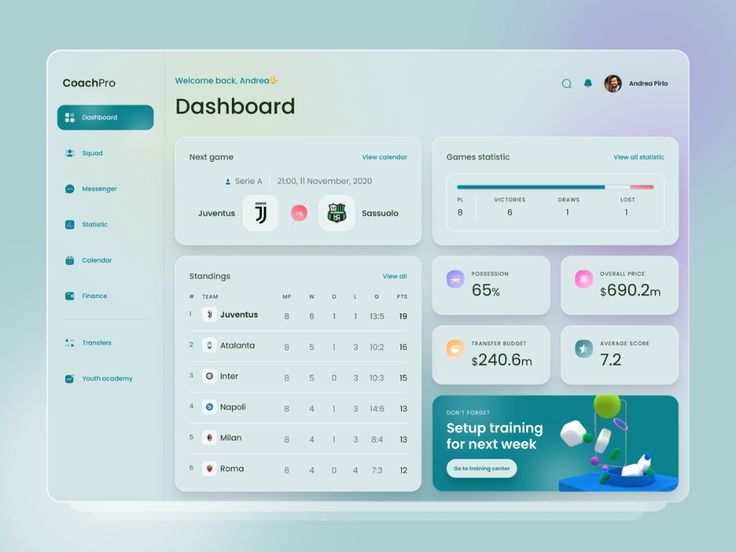 CoachPro
Dashboard
Squad
Messenger
Statistic
Calendar
Finance
Transfers
Youth academy
Welcome back, Andrea🖐
Dashboard
Andrea Pirlo
Next game
View calendar
Serie A
21:00, 11 November, 2020
Juventus
VS
Sassuolo
Games statistic
View all statistic
PL VICTORIES DRAWS LOST
8 6 1 1
Standings
View all
# TEAM MP W D L G PTS
1 Juventus 8 6 1 1 13:5 19
2 Atalanta 8 5 1 3 10:2 16
3 Inter 8 5 0 3 10:3 15
4 Napoli 8 4 1 3 14:6 13
5 Milan 8 4 1 3 8:4 13
6 Roma 8 4 0 4 7:3 12
POSSESSION
65%
OVERALL PRICE
$690.2m
TRANSFER BUDGET
$240.6m
AVERAGE SCORE
7.2
DON'T FORGET
Setup training
for next week
Go to training center